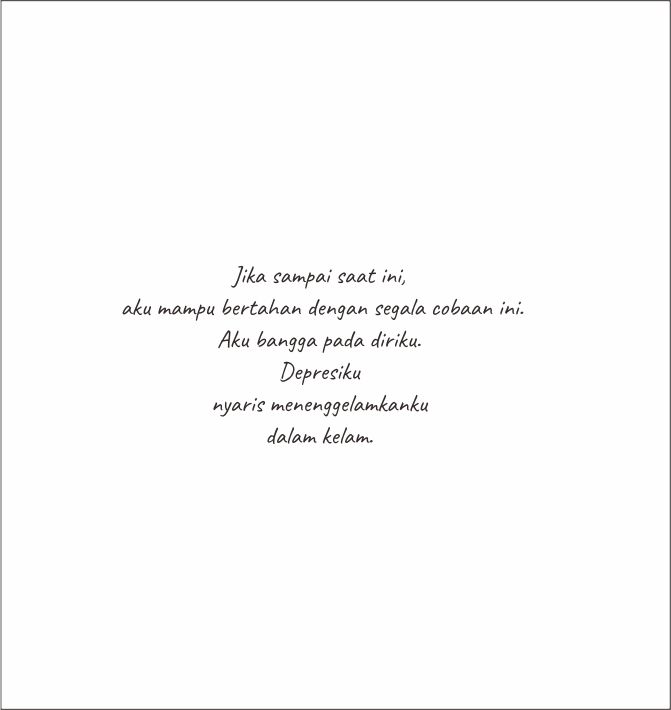 Jika sampai saat ini,
aku mampu bertahan dengan segala cobaan ini.
Aku bangga pada diriku.
Depresiku
nyaris menenggelamkanku
dalam kelam.